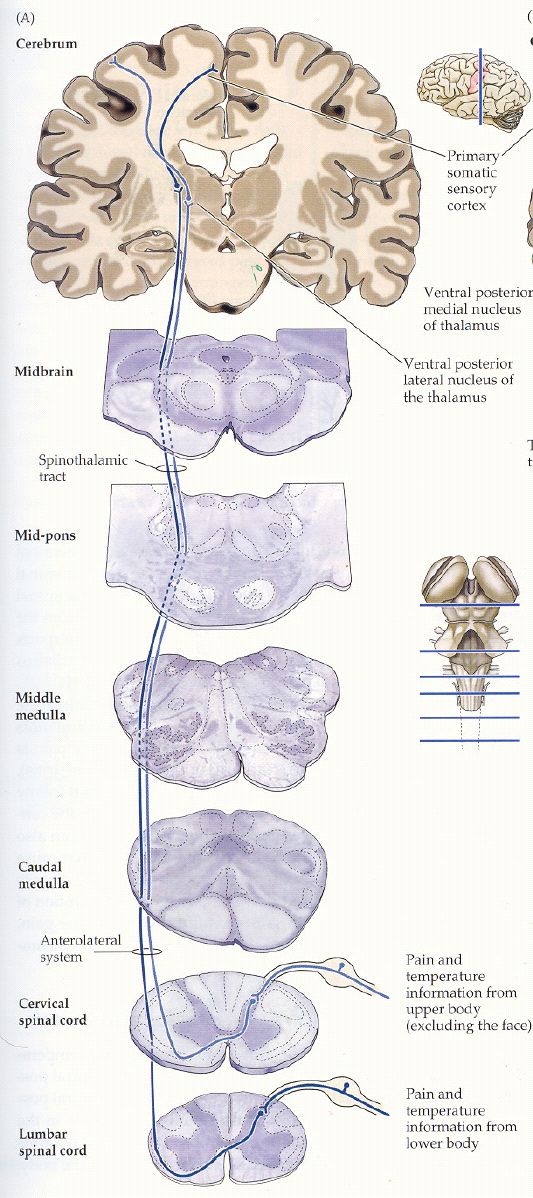 (A)
Cerebrum
Primary
somatic
sensory
cortex
Ventral posterior
medial nucleus
of thalamus
Ventral posterior
lateral nucleus of
the thalamus
Midbrain
Spinothalamic
tract
Mid-pons
Middle
medulla
Caudal
medulla
Anterolateral
system
Pain and
temperature
information from
upper body
(excluding the face)
Cervical
spinal cord
Pain and
temperature
information from
lower body
Lumbar
spinal cord